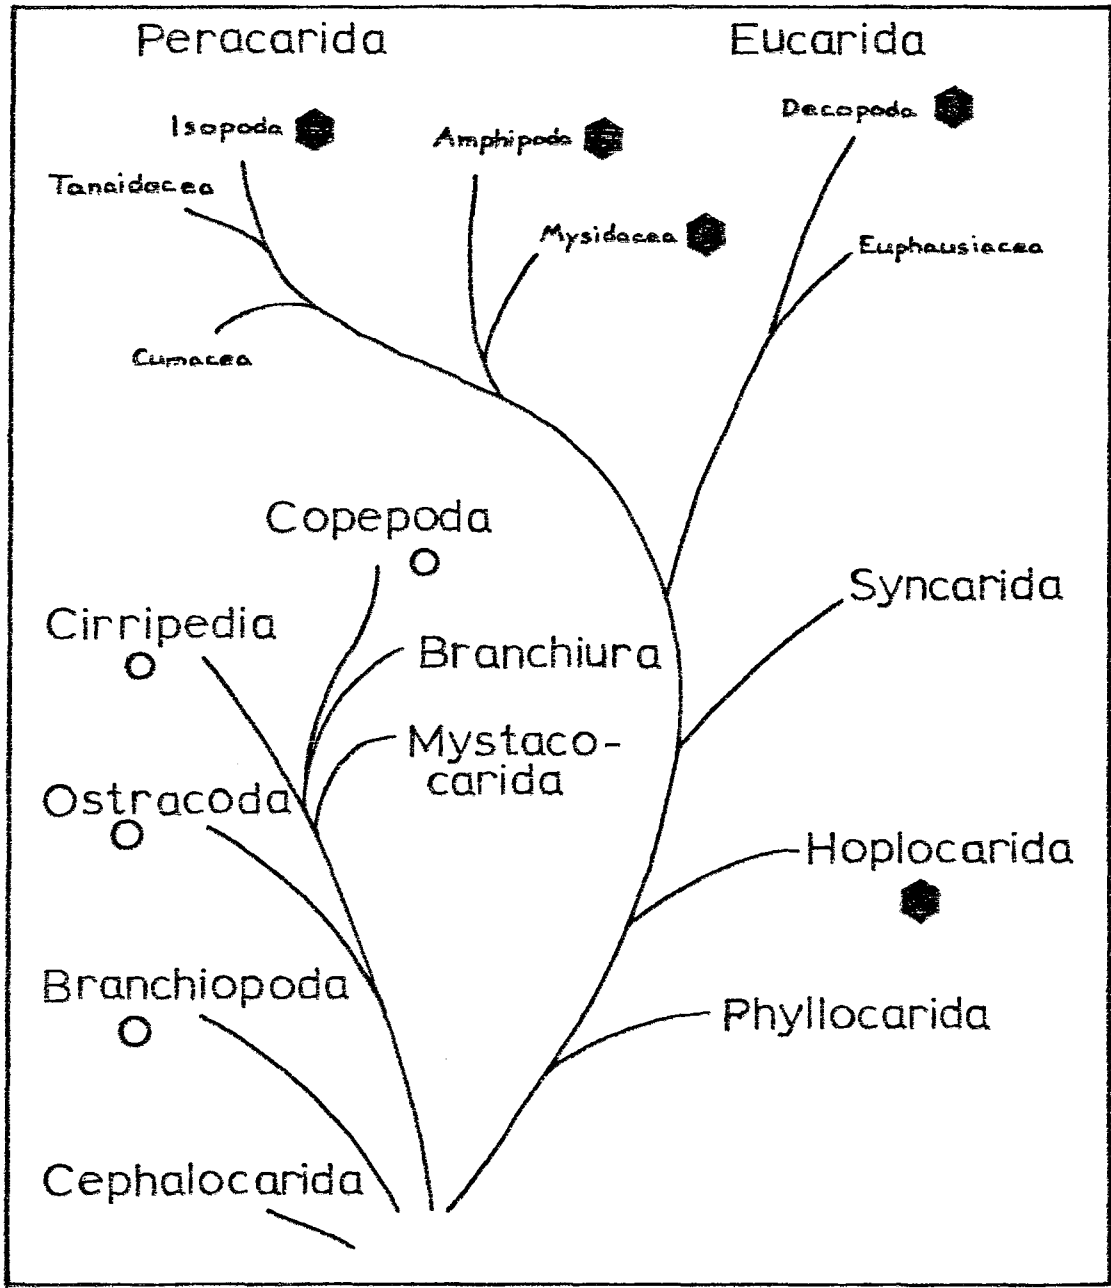 Peracarida
Eucarida
Isopoda
Amphipoda
Decapoda
Tanaidacea
Mysidacea
Euphausiacea
Cumacea
Copepoda
Syncarida
Cirripedia
Branchiura
Mystaco-
carida
Ostracoda
Hoplocarida
Branchiopoda
Phyllocarida
Cephalocarida